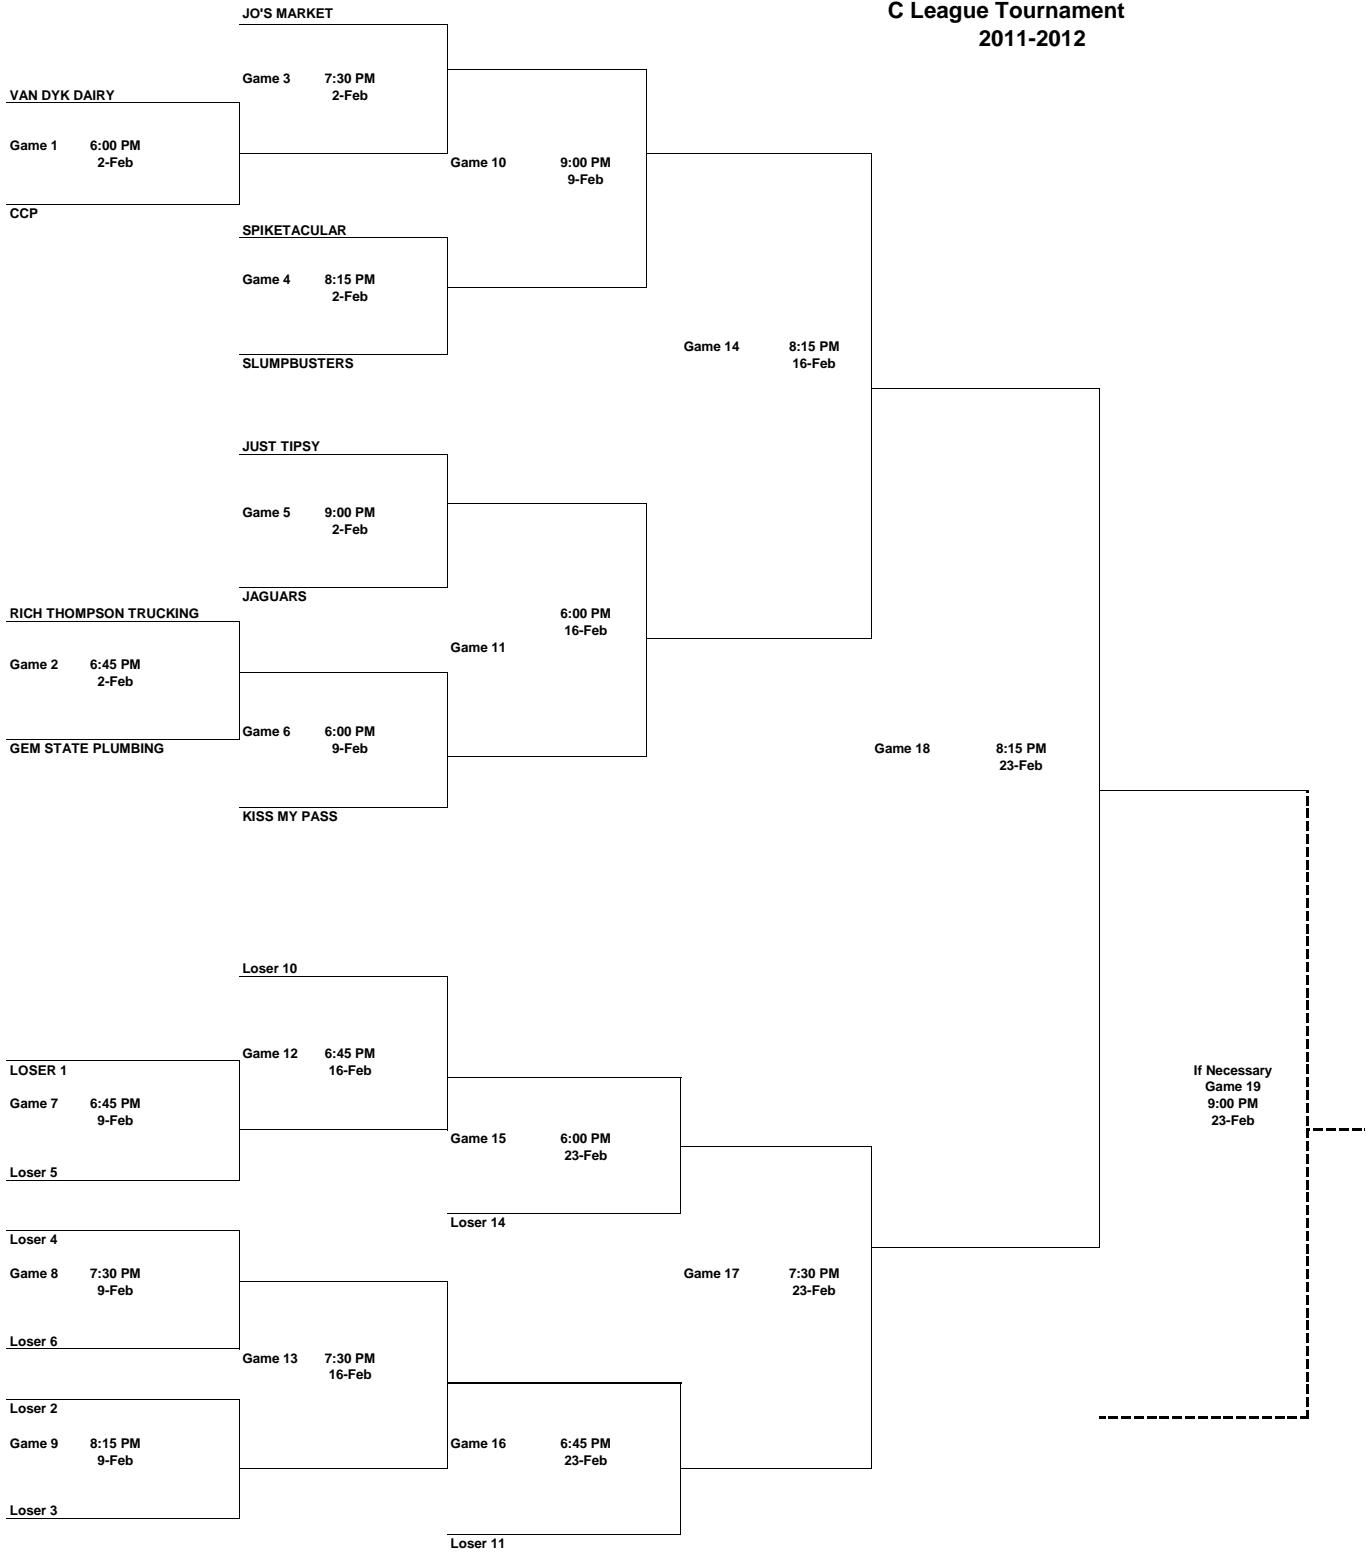 C League Tournament
2011-2012
JO'S MARKET
Game 3 7:30 PM
2-Feb
VAN DYK DAIRY
Game 1 6:00 PM
2-Feb
Game 10 9:00 PM
9-Feb
CCP
SPIKETACULAR
Game 4 8:15 PM
2-Feb
Game 14 8:15 PM
16-Feb
SLUMPBUSTERS
JUST TIPSY
Game 5 9:00 PM
2-Feb
JAGUARS
RICH THOMPSON TRUCKING
6:00 PM
16-Feb
Game 11
Game 2 6:45 PM
2-Feb
Game 6 6:00 PM
9-Feb
GEM STATE PLUMBING
Game 18 8:15 PM
23-Feb
KISS MY PASS
Loser 10
Game 12 6:45 PM
16-Feb
LOSER 1
Game 7 6:45 PM
9-Feb
If Necessary
Game 19
9:00 PM
23-Feb
Game 15 6:00 PM
23-Feb
Loser 5
Loser 14
Loser 4
Game 8 7:30 PM
9-Feb
Game 17 7:30 PM
23-Feb
Loser 6
Game 13 7:30 PM
16-Feb
Loser 2
Game 9 8:15 PM
9-Feb
Game 16 6:45 PM
23-Feb
Loser 3
Loser 11